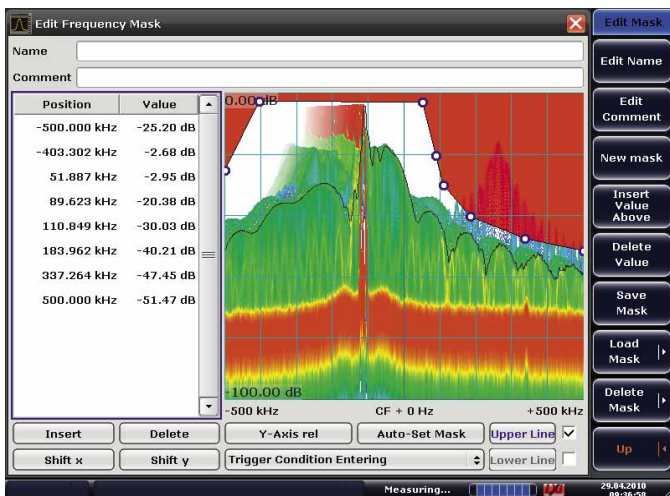 Edit Frequency Mask
Edit Mask
Name
Comment
Position Value
-500.000 kHz -25.20 dB
-403.302 kHz -2.68 dB
51.887 kHz -2.95 dB
89.623 kHz -20.38 dB
110.849 kHz -30.03 dB
183.962 kHz -40.21 dB
337.264 kHz -47.45 dB
500.000 kHz -51.47 dB
0.00 dB
-100.00 dB
-500 kHz CF + 0 Hz +500 kHz
Insert Delete Y-Axis rel Auto-Set Mask Upper Line
Shift x Shift y Trigger Condition Entering Lower Line
Edit Name
Edit
Comment
New mask
Insert
Value
Above
Delete
Value
Save
Mask
Load
Mask
Delete
Mask
Up
Measuring...
29.04.2010
09:36:58